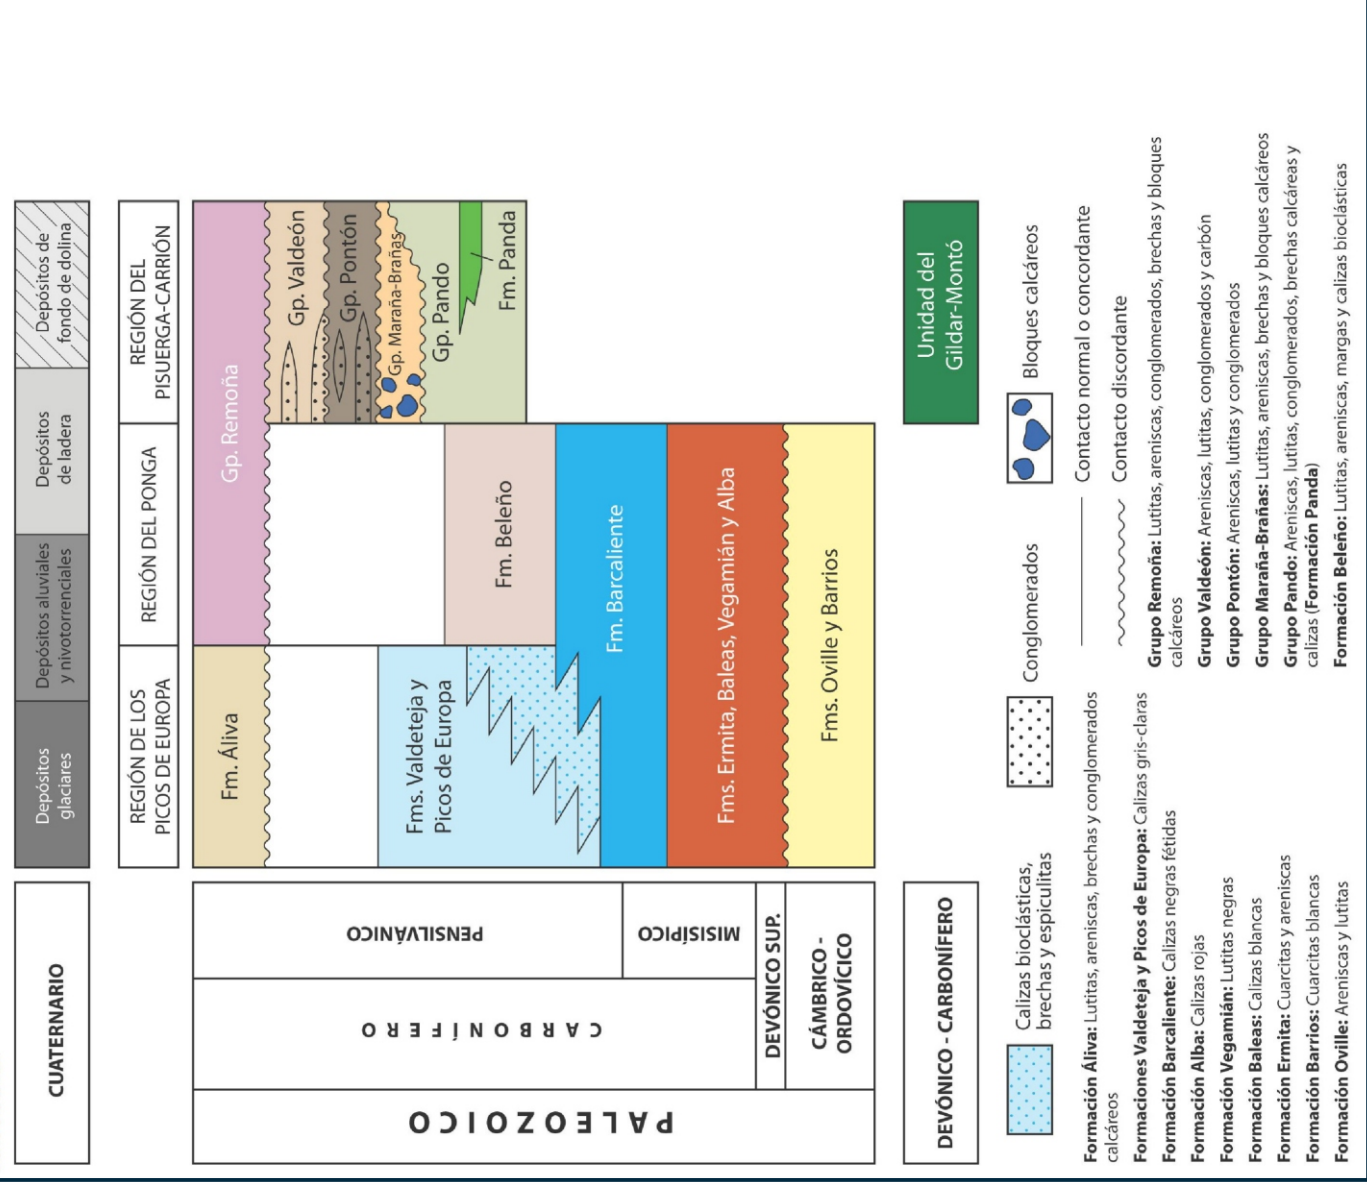 CUATERNARIO
Depósitos
glaciares
Depósitos aluviales
y nivotorrenciales
Depósitos
de ladera
Depósitos de
fondo de dolina
REGIÓN DE LOS
PICOS DE EUROPA
REGIÓN DEL PONGA
REGIÓN DEL
PISUERGA-CARRIÓN
PALEOZOICO
CARBONÍFERO
PENSILVÁNICO
MISISÍPICO
DEVÓNICO SUP.
CÁMBRICO -
ORDOVÍCICO
Fm. Áliva
Gp. Remoña
Gp. Valdeón
Gp. Pontón
Gp. Maraña-Brañas
Gp. Pando
Fm. Panda
Fms. Valdeteja y
Picos de Europa
Fm. Beleño
Fm. Barcaliente
Fms. Ermita, Baleas, Vegamián y Alba
Fms. Oville y Barrios
DEVÓNICO - CARBONÍFERO
Unidad del
Gildar-Montó
Calizas bioclásticas,
brechas y espiculitas
Conglomerados
Bloques calcáreos
Contacto normal o concordante
Contacto discordante
Formación Áliva: Lutitas, areniscas, brechas y conglomerados
calcáreos
Formaciones Valdeteja y Picos de Europa: Calizas gris-claras
Formación Barcaliente: Calizas negras fétidas
Formación Alba: Calizas rojas
Formación Vegamián: Lutitas negras
Formación Baleas: Calizas blancas
Formación Ermita: Cuarcitas y areniscas
Formación Barrios: Cuarcitas blancas
Formación Oville: Areniscas y lutitas
Grupo Remoña: Lutitas, areniscas, conglomerados, brechas y bloques
calcáreos
Grupo Valdeón: Areniscas, lutitas, conglomerados y carbón
Grupo Pontón: Areniscas, lutitas y conglomerados
Grupo Maraña-Brañas: Lutitas, areniscas, brechas y bloques calcáreos
Grupo Pando: Areniscas, lutitas, conglomerados, brechas calcáreas y
calizas (Formación Panda)
Formación Beleño: Lutitas, areniscas, margas y calizas bioclásticas